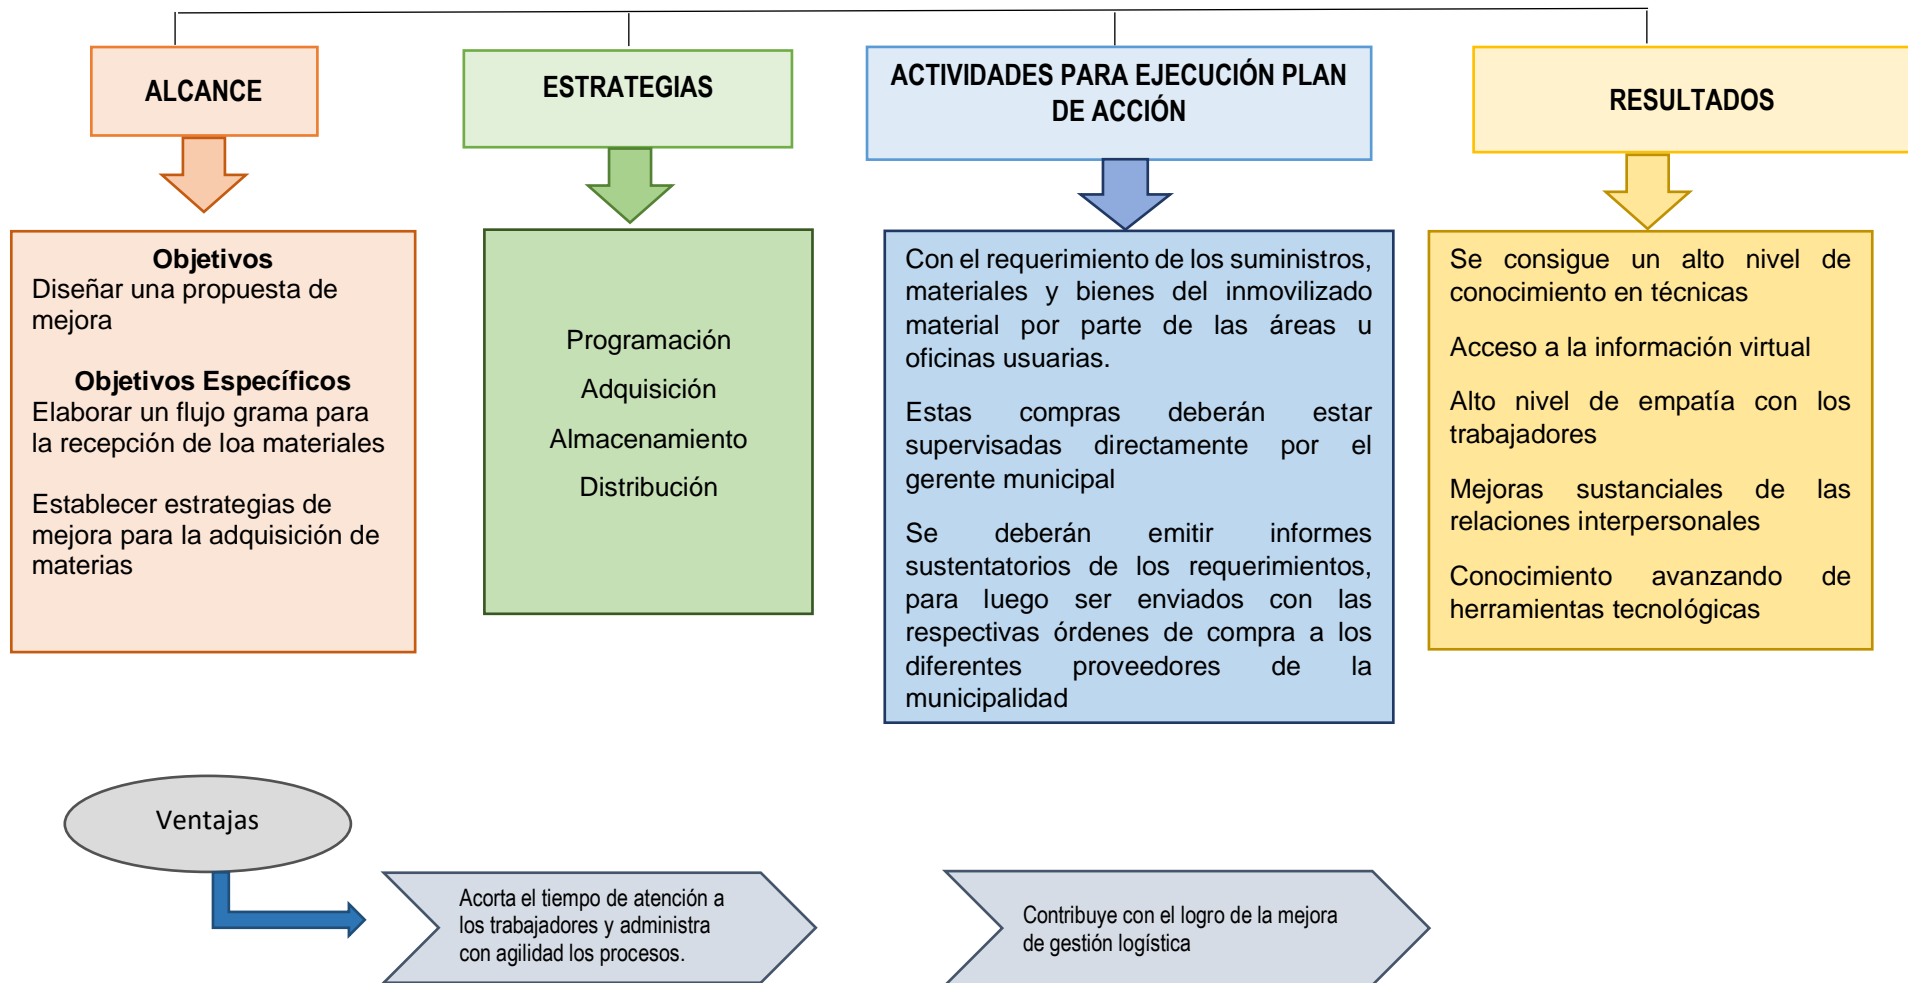 ALCANCE
Objetivos
Diseñar una propuesta de
mejora
Objetivos Específicos
Elaborar un flujo grama para
la recepción de loa materiales
Establecer estrategias de
mejora para la adquisición de
materias
ESTRATEGIAS
Programación
Adquisición
Almacenamiento
Distribución
ACTIVIDADES PARA EJECUCIÓN PLAN
DE ACCIÓN
Con el requerimiento de los suministros,
materiales y bienes del inmovilizado
material por parte de las áreas u
oficinas usuarias.
Estas compras deberán estar
supervisadas directamente por el
gerente municipal
Se deberán emitir informes
sustentatorios de los requerimientos,
para luego ser enviados con las
respectivas órdenes de compra a los
diferentes proveedores de la
municipalidad
RESULTADOS
Se consigue un alto nivel de
conocimiento en técnicas
Acceso a la información virtual
Alto nivel de empatía con los
trabajadores
Mejoras sustanciales de las
relaciones interpersonales
Conocimiento avanzando de
herramientas tecnológicas
Ventajas
Acorta el tiempo de atención a
los trabajadores y administra
con agilidad los procesos.
Contribuye con el logro de la mejora
de gestión logística